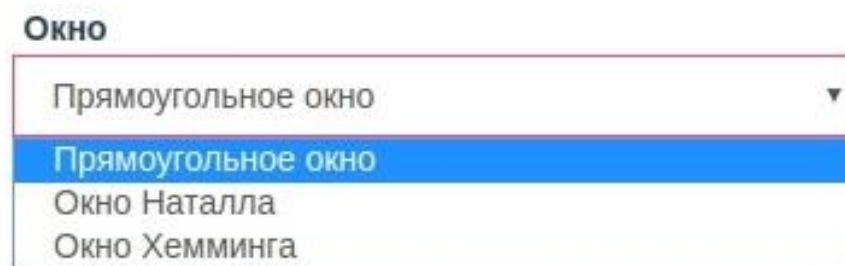 Окно
Прямоугольное окно
Прямоугольное окно
Окно Наталла
Окно Хемминга